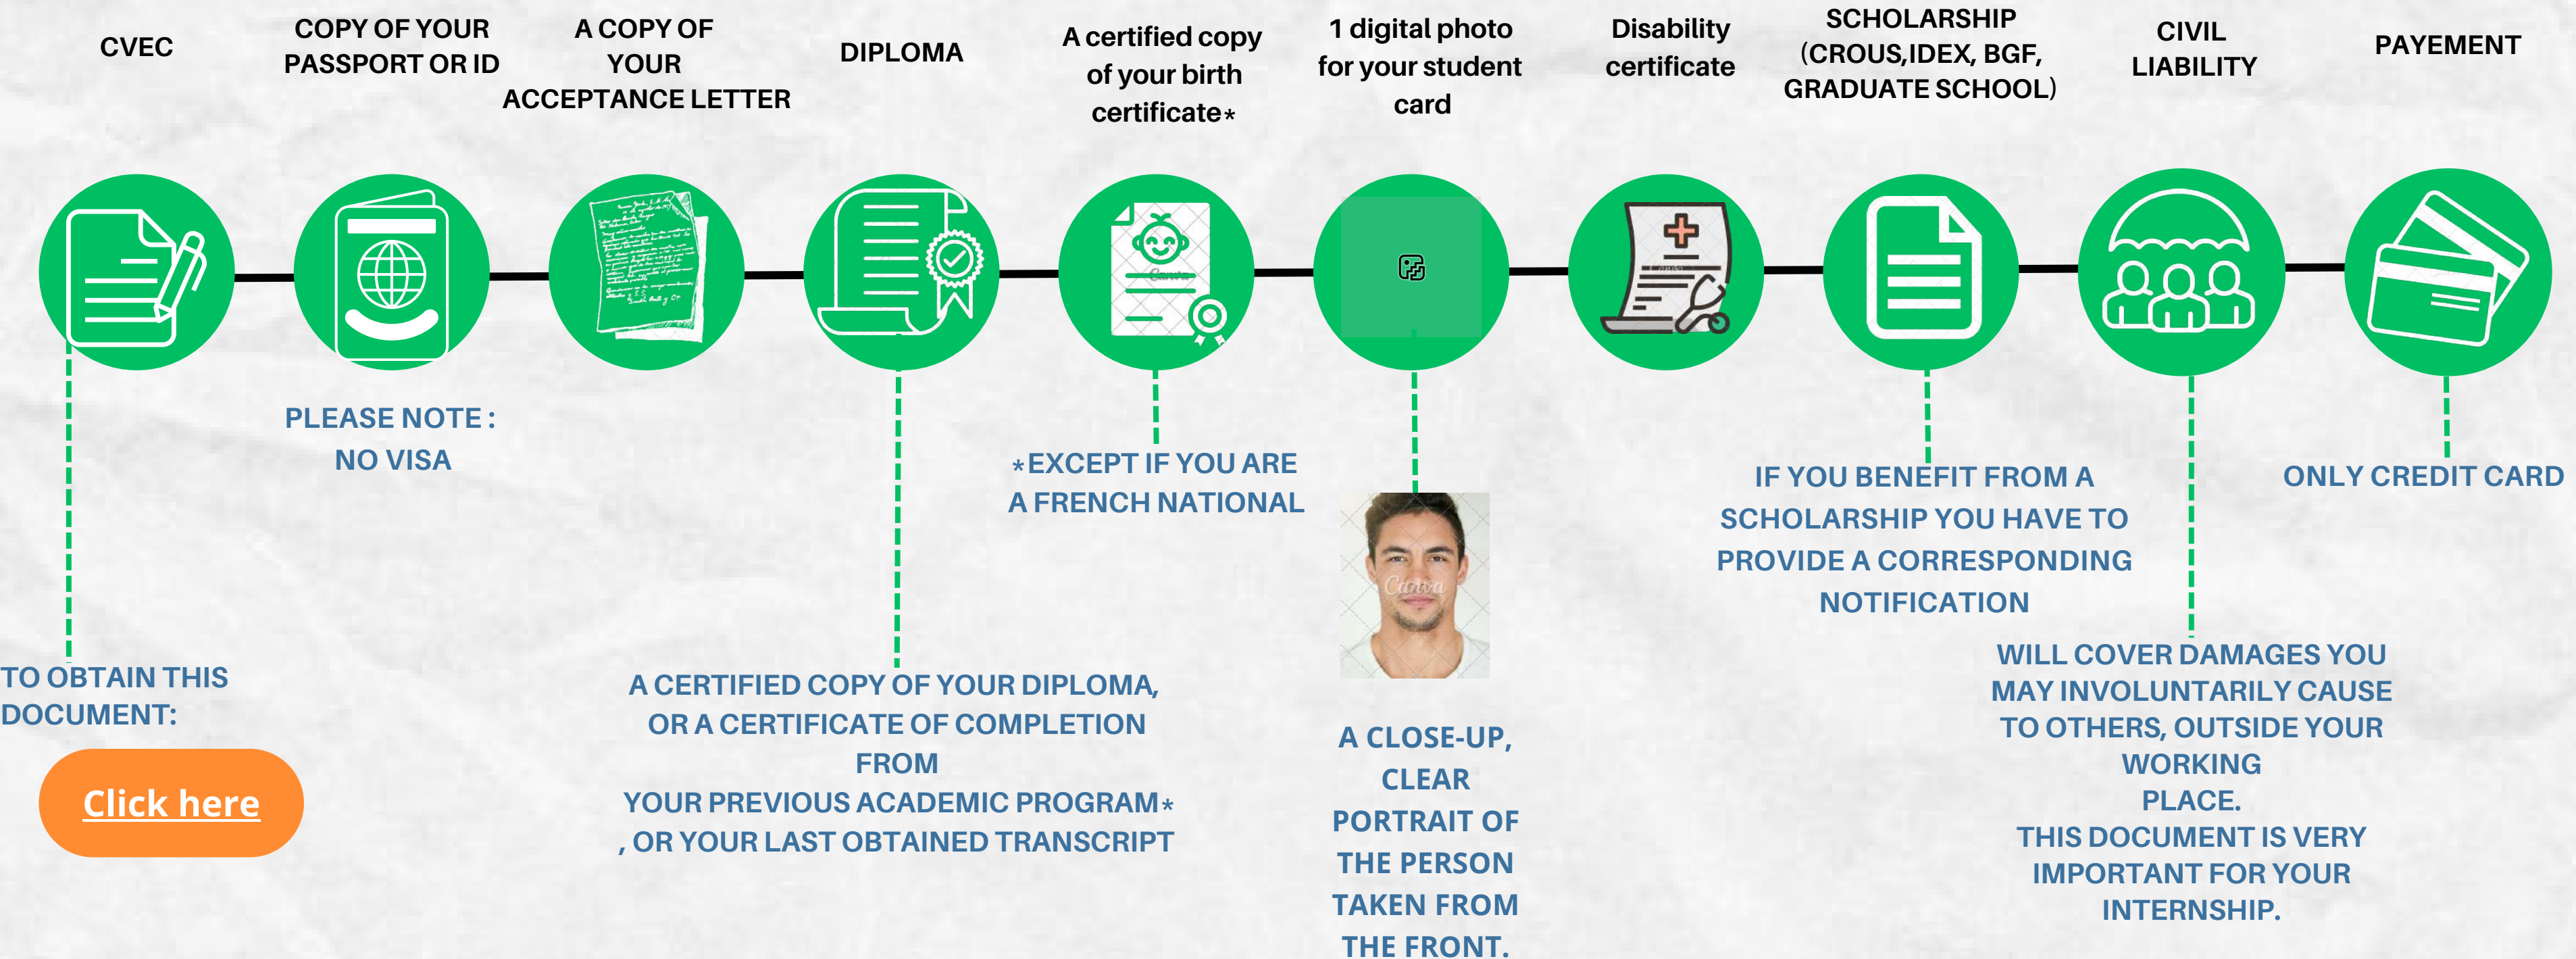 CVEC
COPY OF YOUR
PASSPORT OR ID
A COPY OF
YOUR
ACCEPTANCE LETTER
DIPLOMA
A certified copy
of your birth
certificate*
1 digital photo
for your student
card
Disability
certificate
SCHOLARSHIP
(CROUS,IDEX, BGF,
GRADUATE SCHOOL)
CIVIL
LIABILITY
PAYEMENT
Canva
PLEASE NOTE :
NO VISA
*EXCEPT IF YOU ARE
A FRENCH NATIONAL
IF YOU BENEFIT FROM A
SCHOLARSHIP YOU HAVE TO
PROVIDE A CORRESPONDING
NOTIFICATION
ONLY CREDIT CARD
Canva
TO OBTAIN THIS
DOCUMENT:
Click here
A CERTIFIED COPY OF YOUR DIPLOMA,
OR A CERTIFICATE OF COMPLETION
FROM
YOUR PREVIOUS ACADEMIC PROGRAM*
, OR YOUR LAST OBTAINED TRANSCRIPT
A CLOSE-UP,
CLEAR
PORTRAIT OF
THE PERSON
TAKEN FROM
THE FRONT.
WILL COVER DAMAGES YOU
MAY INVOLUNTARILY CAUSE
TO OTHERS, OUTSIDE YOUR
WORKING
PLACE.
THIS DOCUMENT IS VERY
IMPORTANT FOR YOUR
INTERNSHIP.